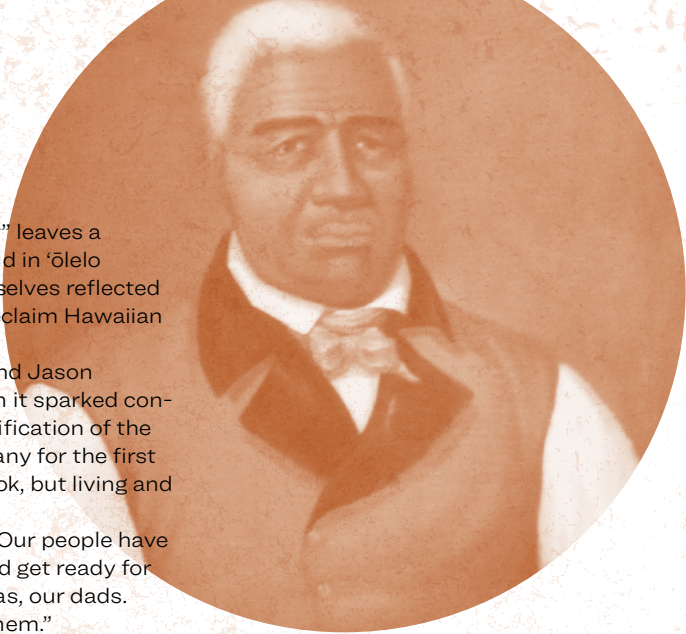 ” leaves a
d in ‘ōlelo
selves reflected
claim Hawaiian
nd Jason
n it sparked con-
ification of the
any for the first
ok, but living and
Our people have
d get ready for
as, our dads.
hem.”